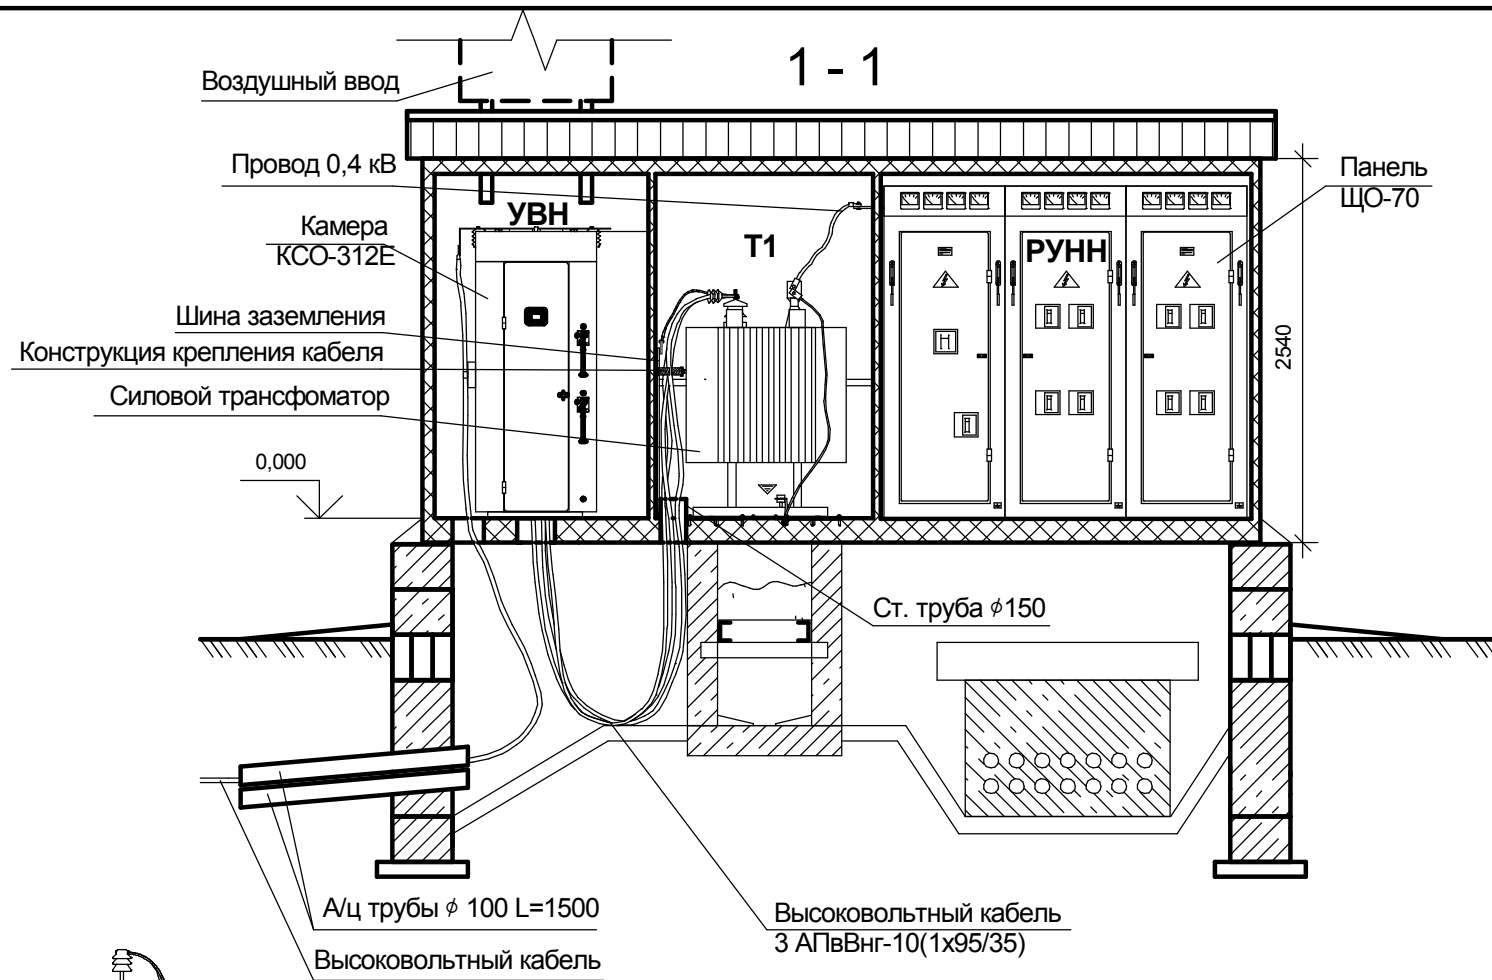 1 - 1
Воздушный ввод
Провод 0,4 кВ
Панель
ЩО-70
УВН
Камера
КСО-312Е
Т1
РУНН
Шина заземления
Конструкция крепления кабеля
2540
Силовой трансфоматор
0,000
H
Ст. труба ϕ150
А/ц трубы ϕ 100 L=1500
Высоковольтный кабель
3 АПвВнг-10(1х95/35)
Высоковольтный кабель